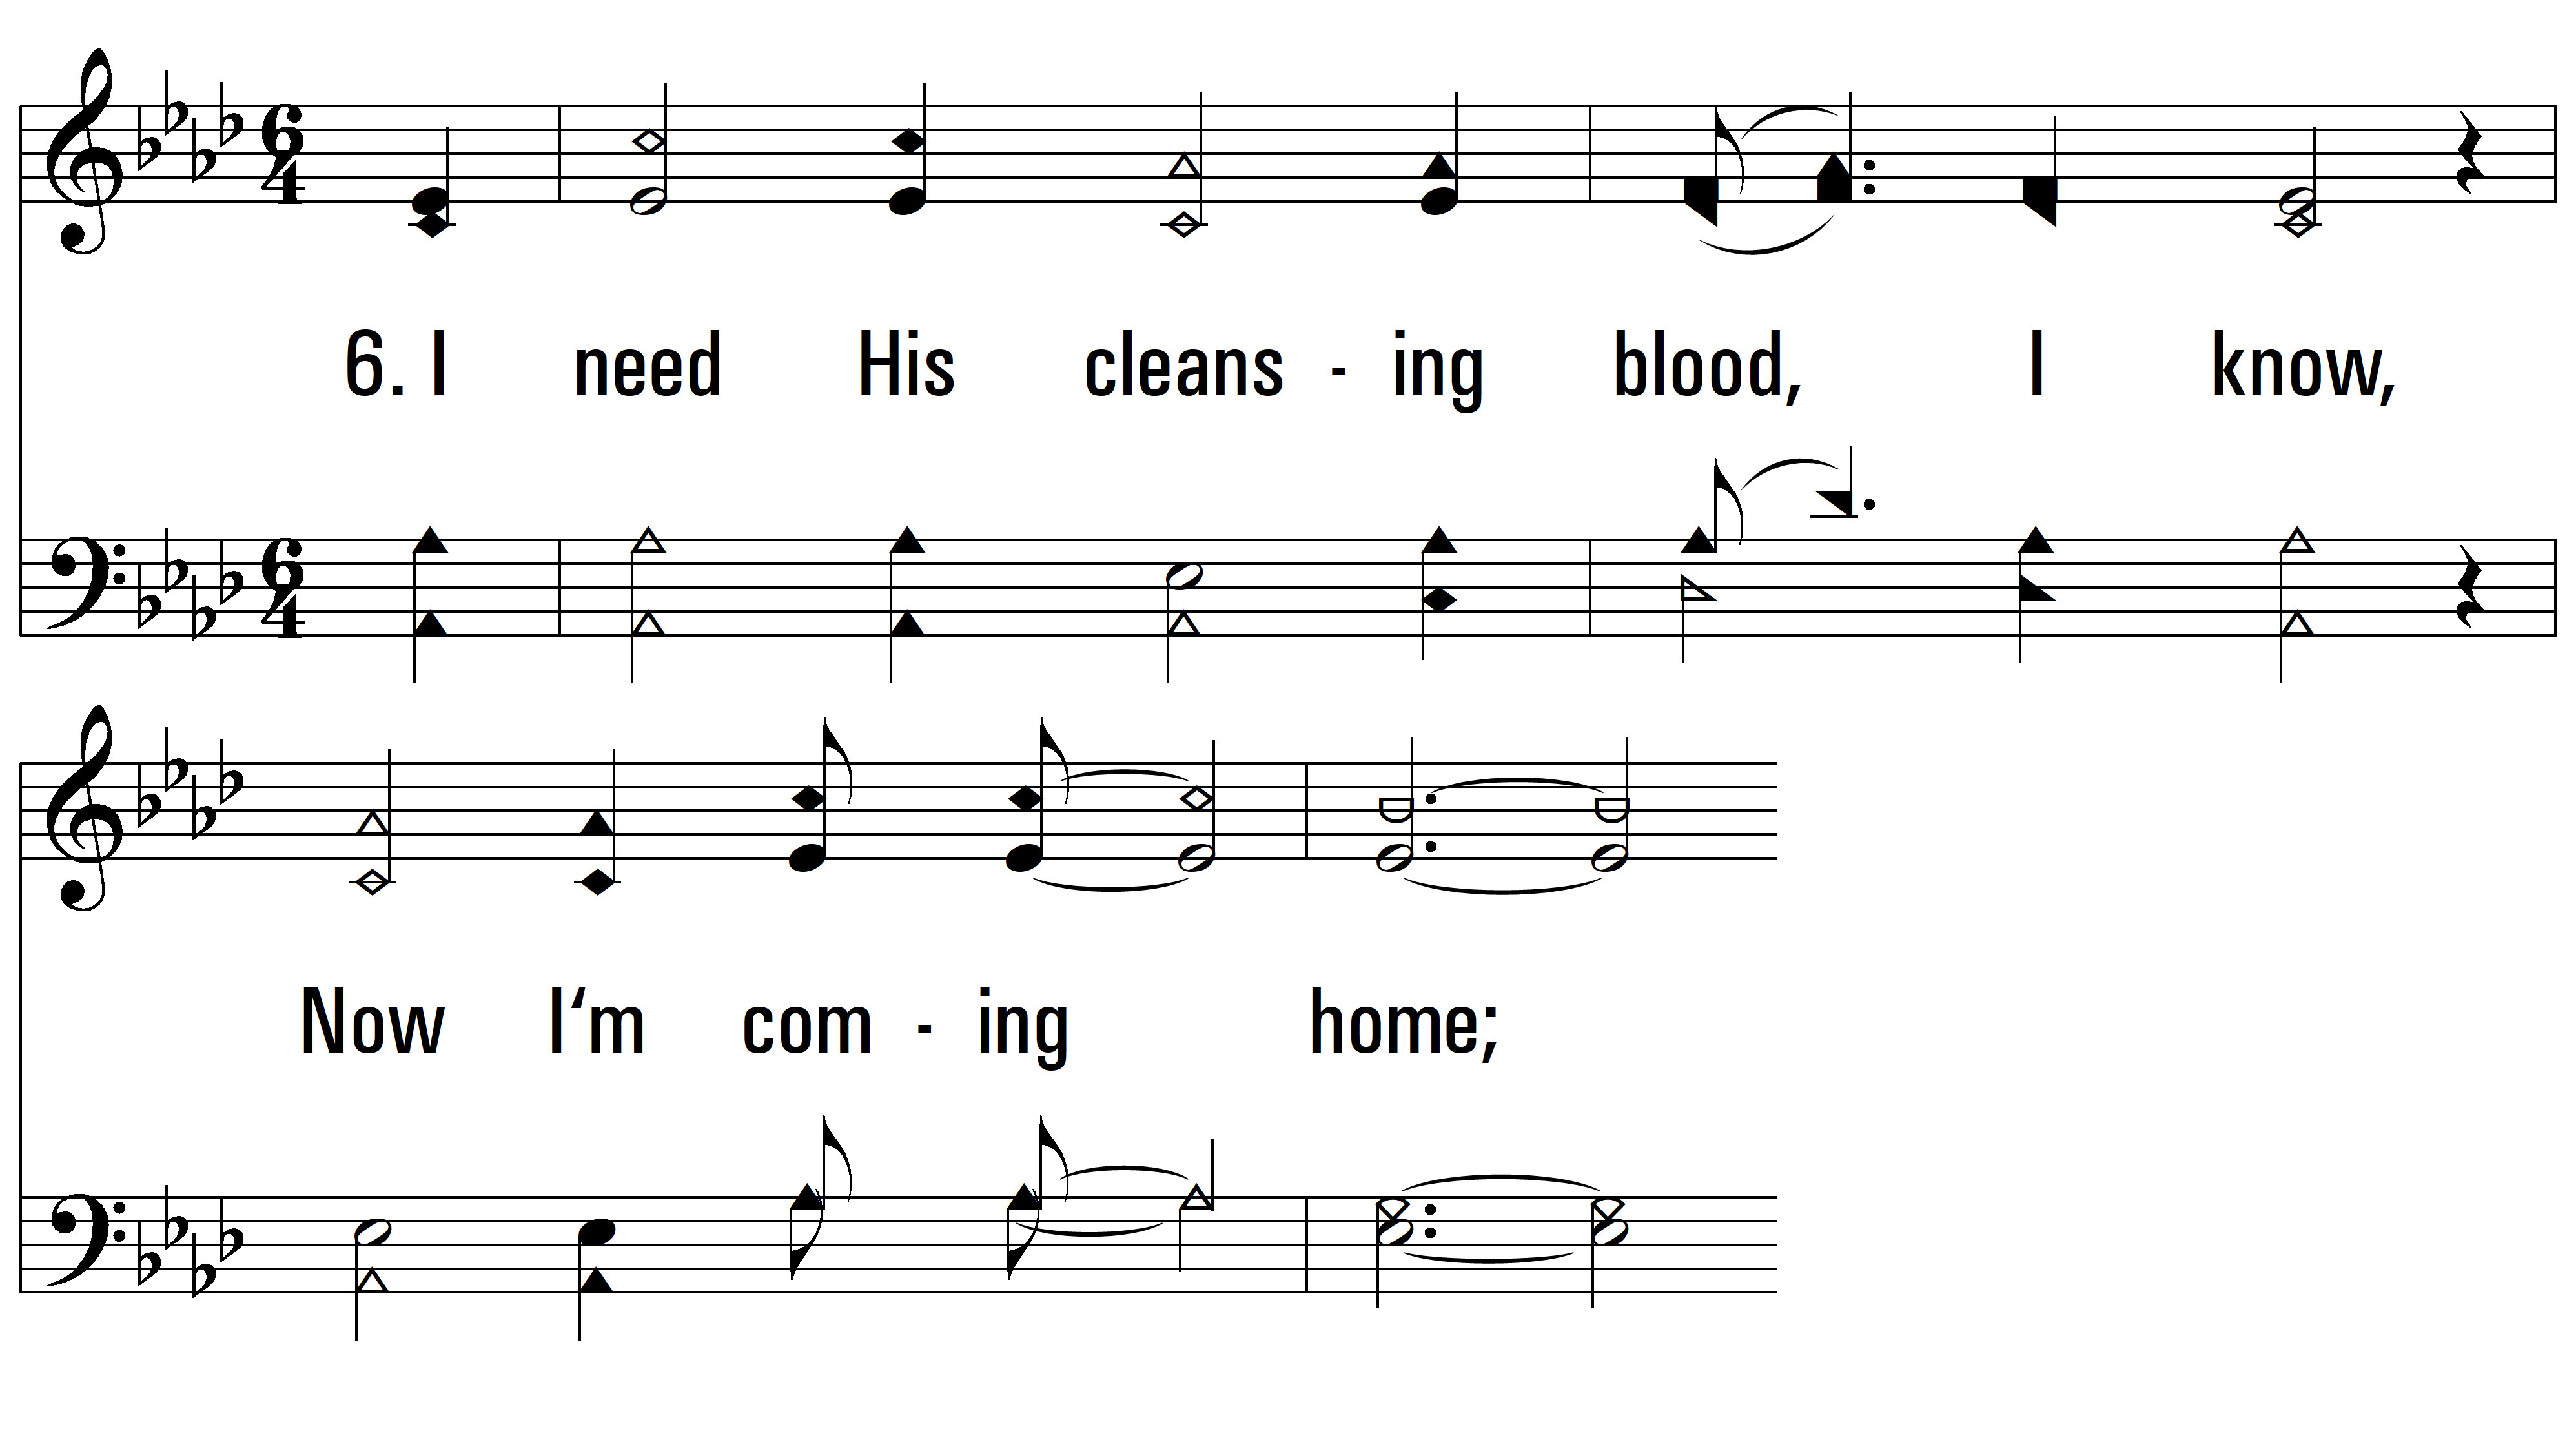 6. I need His cleans - ing blood, I know,
Now I‘m com - ing home;